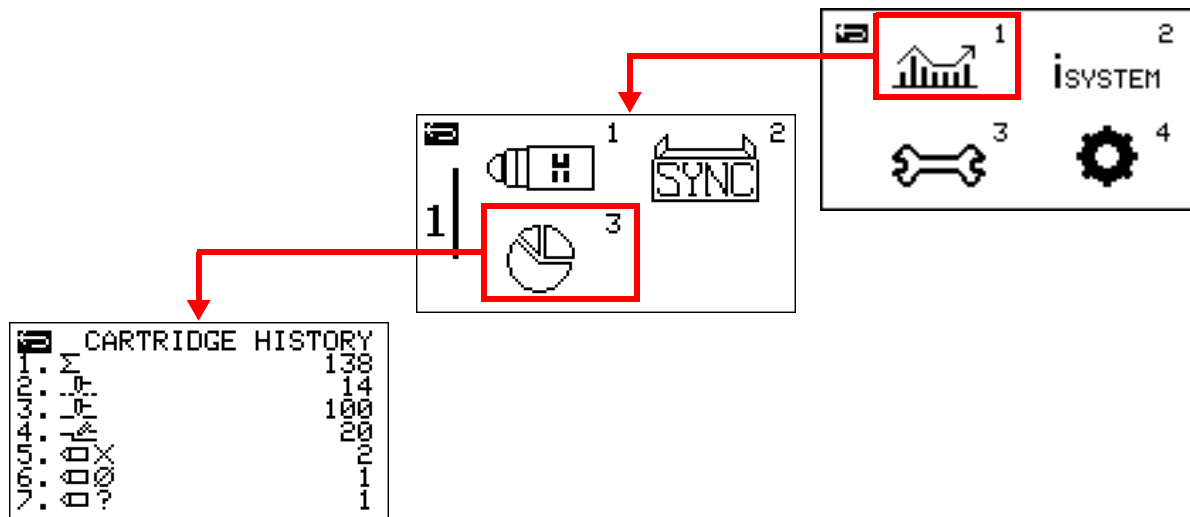 1
2
iSYSTEM
3
4
1
2
SYNC
1
3
CARTRIDGE HISTORY
1. Σ 138
2. 14
3. 100
4. 20
5. X 2
6. Ø 1
7. ? 1